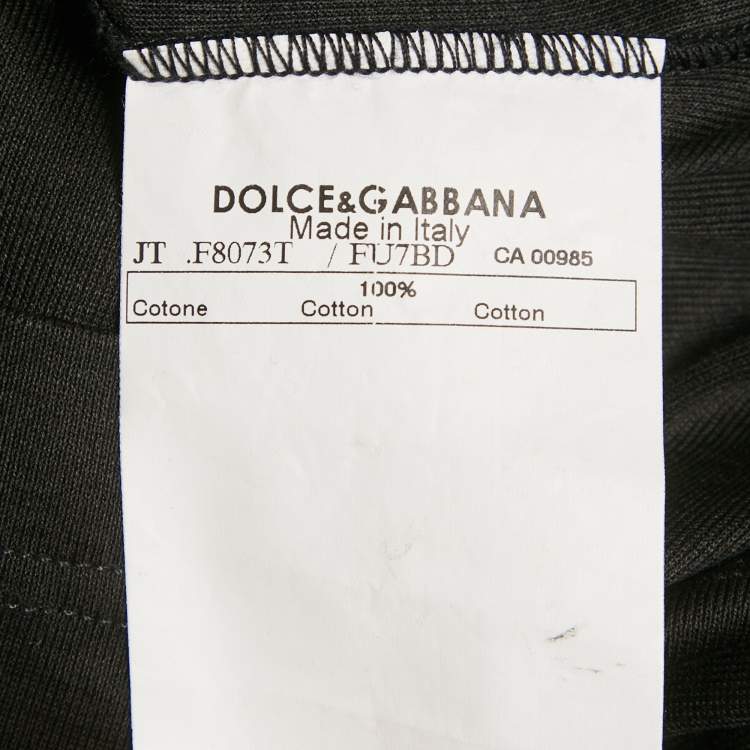 DOLCE&GABBANA
Made in Italy
JT .F8073T / FU7BD CA 00985
100%
Cotone Cotton Cotton